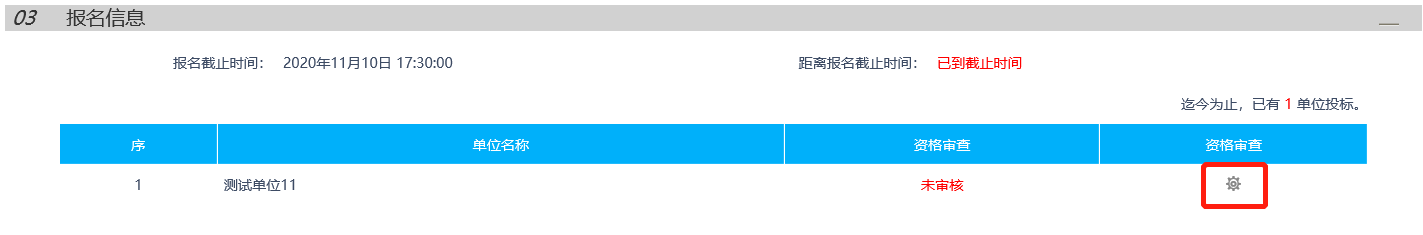 03 报名信息
报名截止时间： 2020年11月10日 17:30:00 距离报名截止时间： 已到截止时间
迄今为止，已有 1 单位投标。
序 单位名称 资格审查 资格审查
1 测试单位11 未审核